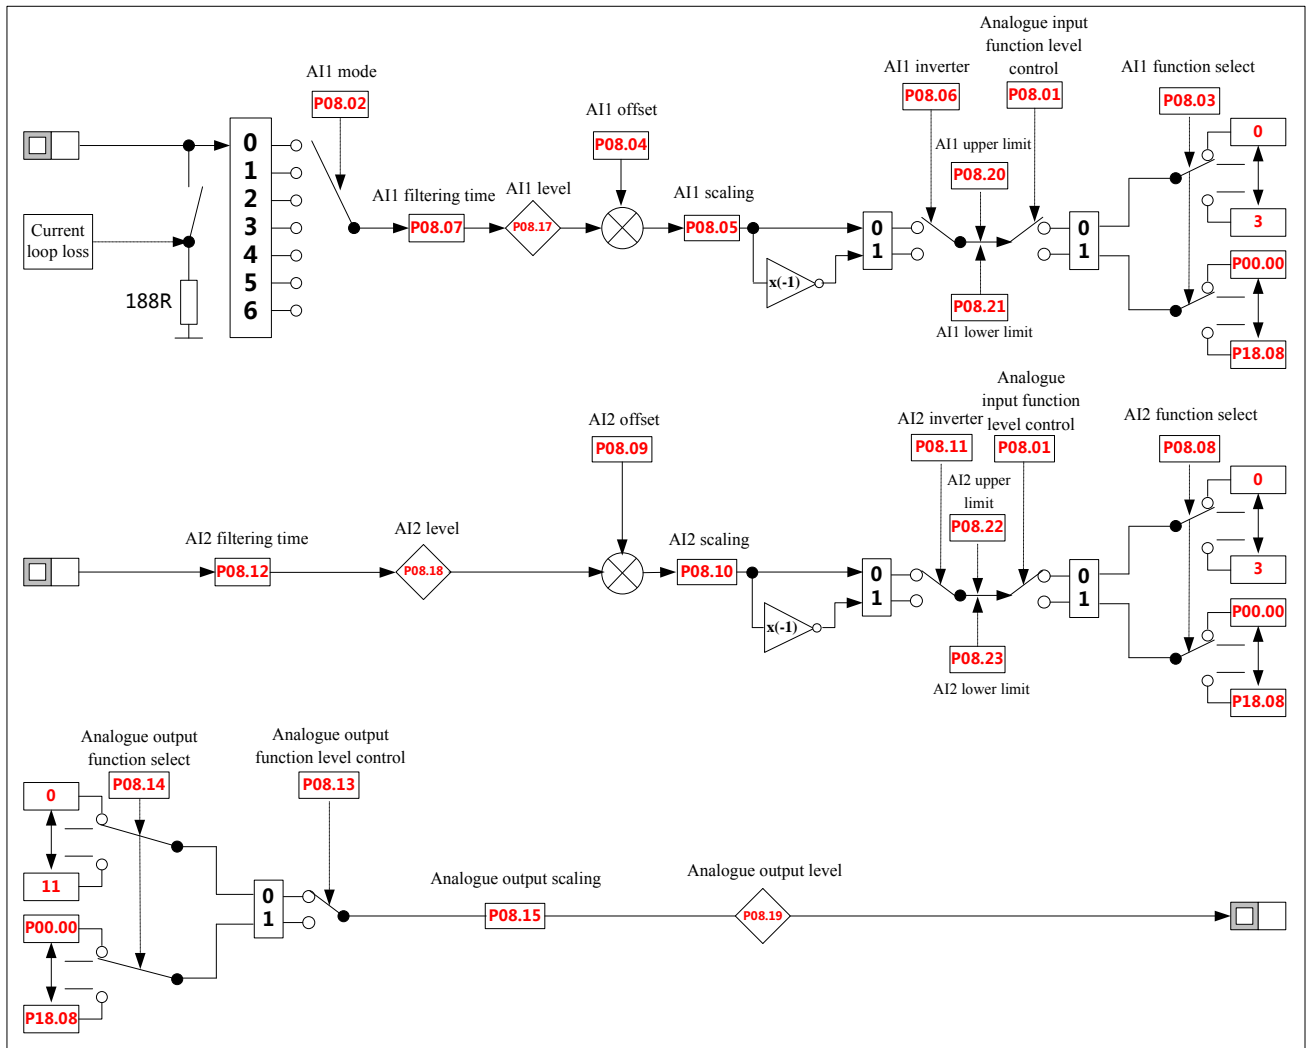 Analogue input
function level
control
AI1 mode
AI1 inverter
AI1 function select
P08.02
P08.06
P08.01
P08.03
AI1 offset
P08.04
AI1 upper limit
P08.20
0
3
0
1
2
3
4
5
6
AI1 filtering time
P08.07
AI1 level
P08.17
AI1 scaling
P08.05
0
1
0
1
x(-1)
Current
loop loss
188R
P08.21
AI1 lower limit
P00.00
P18.08
Analogue
input function
level control
AI2 offset
P08.09
AI2 inverter
P08.11
P08.01
AI2 function select
P08.08
AI2 upper
limit
P08.22
0
3
AI2 filtering time
P08.12
AI2 level
P08.18
AI2 scaling
P08.10
0
1
0
1
x(-1)
P08.23
AI2 lower limit
P00.00
P18.08
Analogue output
function select
P08.14
Analogue output
function level control
P08.13
0
11
P00.00
P18.08
0
1
Analogue output scaling
P08.15
Analogue output level
P08.19